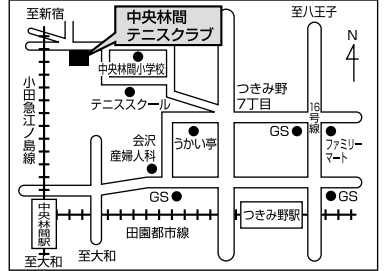 至新宿
中央林間
テニスクラブ
至八王子
N
4
中央林間小学校
小田急江ノ島線
テニススクール
つきみ野
7丁目
16号線
会沢
産婦人科
うかい亭
GS
ファミリー
マート
GS
GS
中央林間駅
つきみ野駅
田園都市線
至大和
至大和